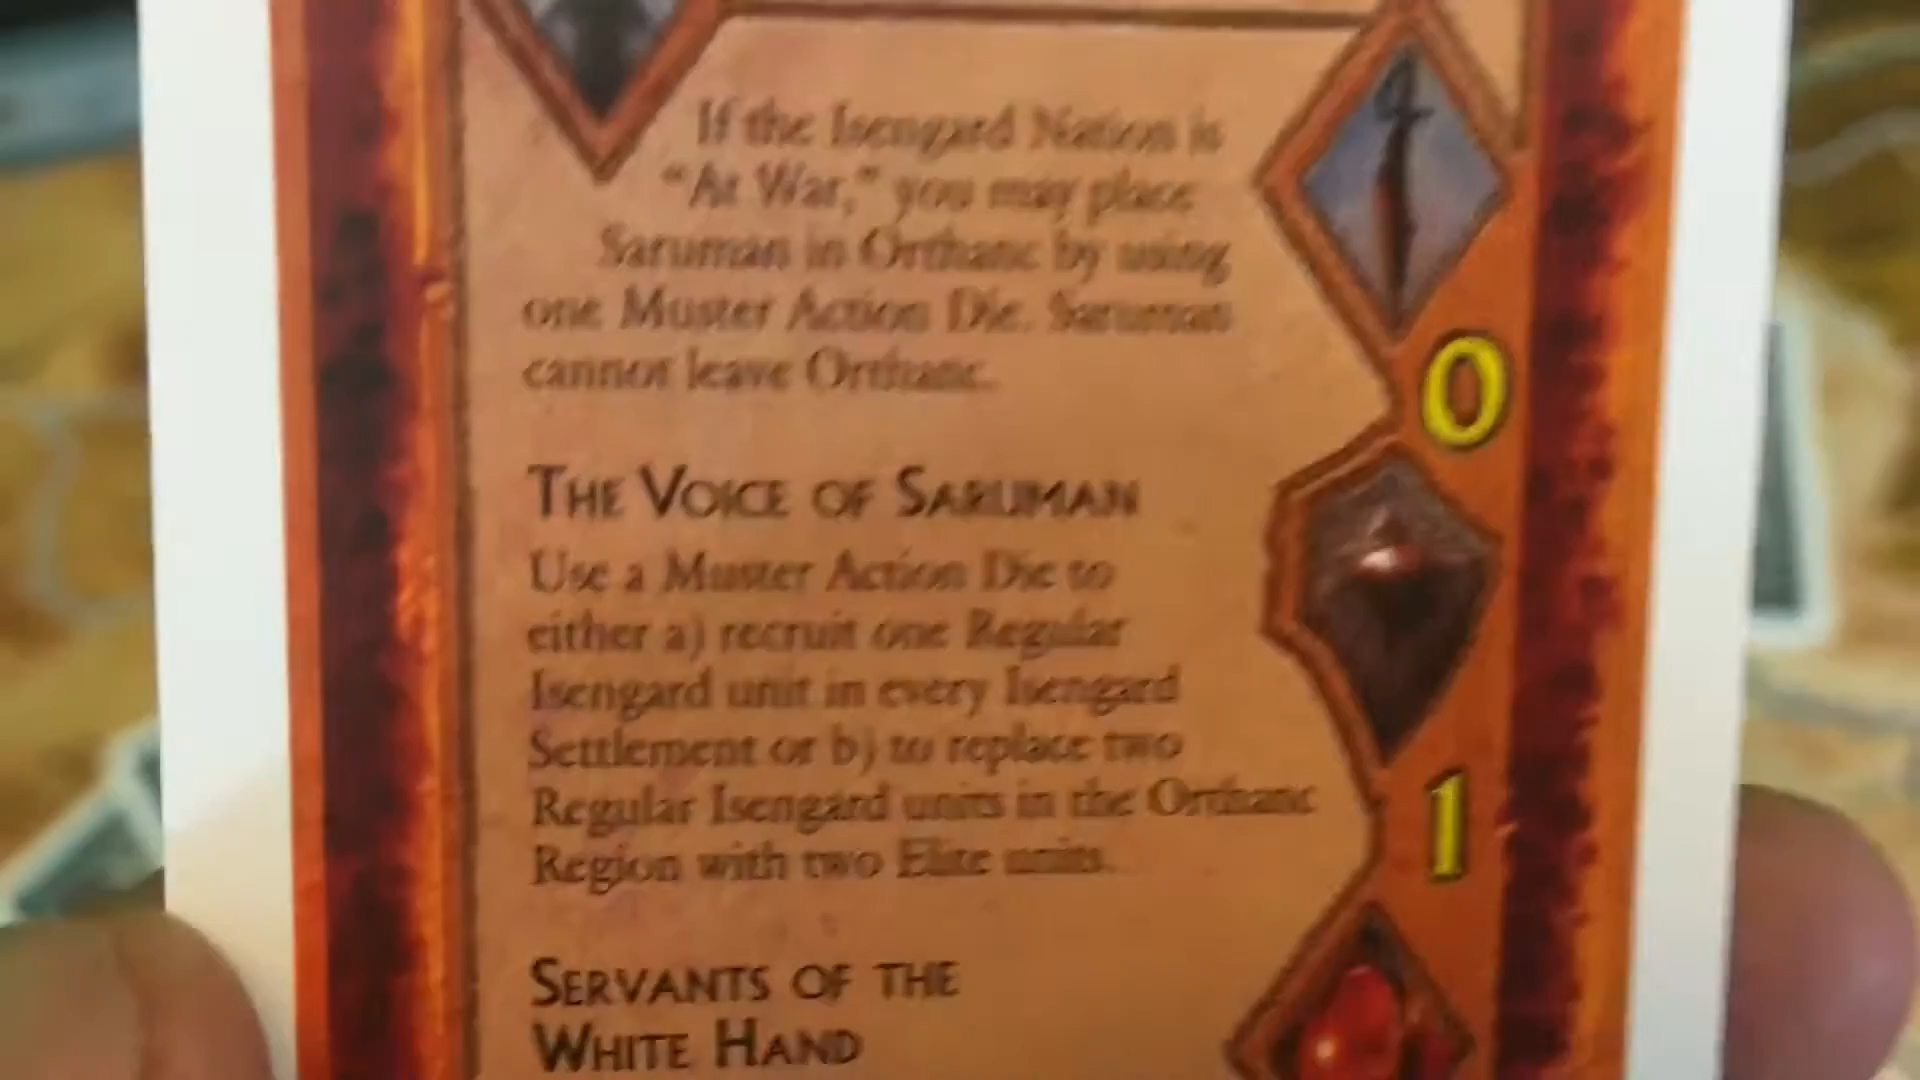 If the Isengard Nation is
"At War," you may place
Saruman in Orthanc by using
one Muster Action Die. Saruman
cannot leave Orthanc.
0
THE VOICE OF SARUMAN
Use a Muster Action Die to
either a) recruit one Regular
Isengard unit in every Isengard
Settlement or b) to replace two
Regular Isengard units in the Orthanc
Region with two Elite units.
1
SERVANTS OF THE
WHITE HAND